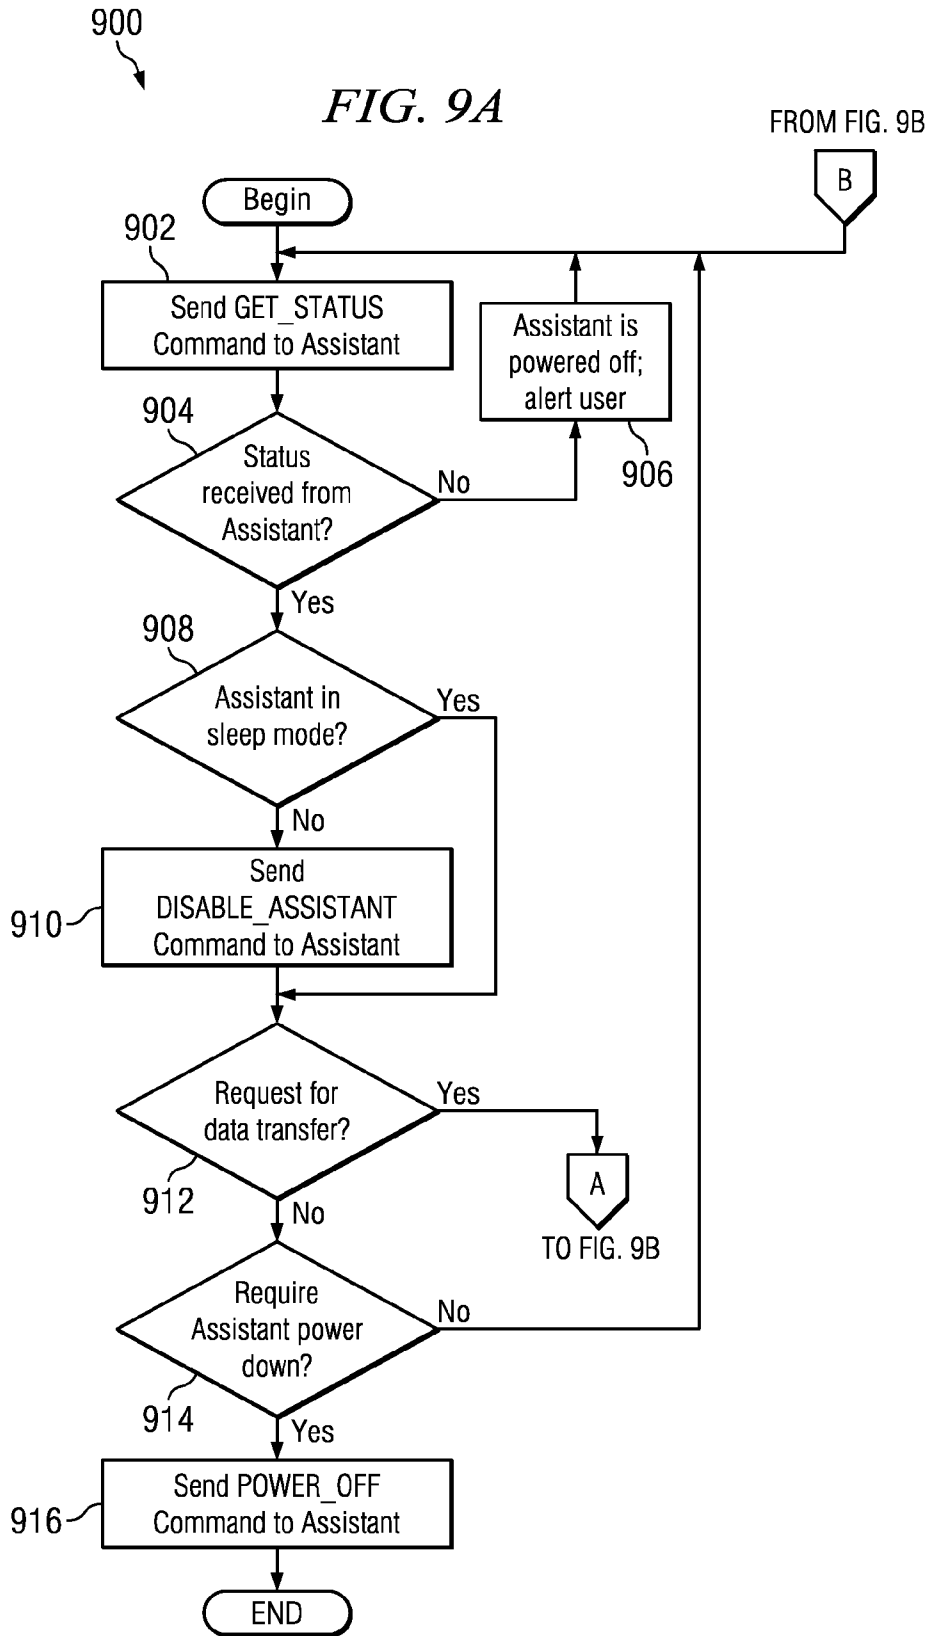 900
FIG. 9A
FROM FIG. 9B
B
Begin
902
Send GET_STATUS
Command to Assistant
Assistant is
powered off;
alert user
906
904
Status
received from
Assistant?
No
Yes
908
Assistant in
sleep mode?
Yes
No
910
Send
DISABLE_ASSISTANT
Command to Assistant
Request for
data transfer?
912
Yes
A
TO FIG. 9B
No
Require
Assistant power
down?
914
No
Yes
916
Send POWER_OFF
Command to Assistant
END